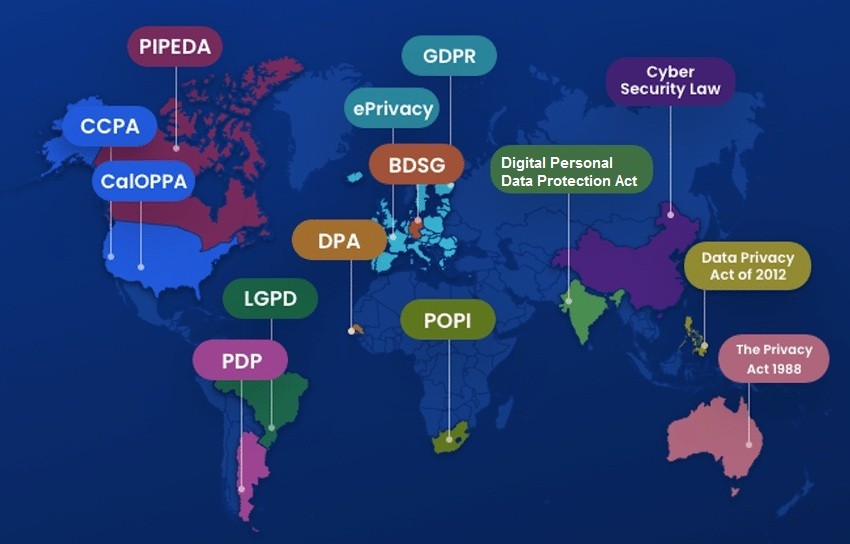 PIPEDA
GDPR
Cyber
Security Law
ePrivacy
CCPA
BDSG
Digital Personal
Data Protection Act
CalOPPA
DPA
Data Privacy
Act of 2012
LGPD
POPI
The Privacy
Act 1988
PDP